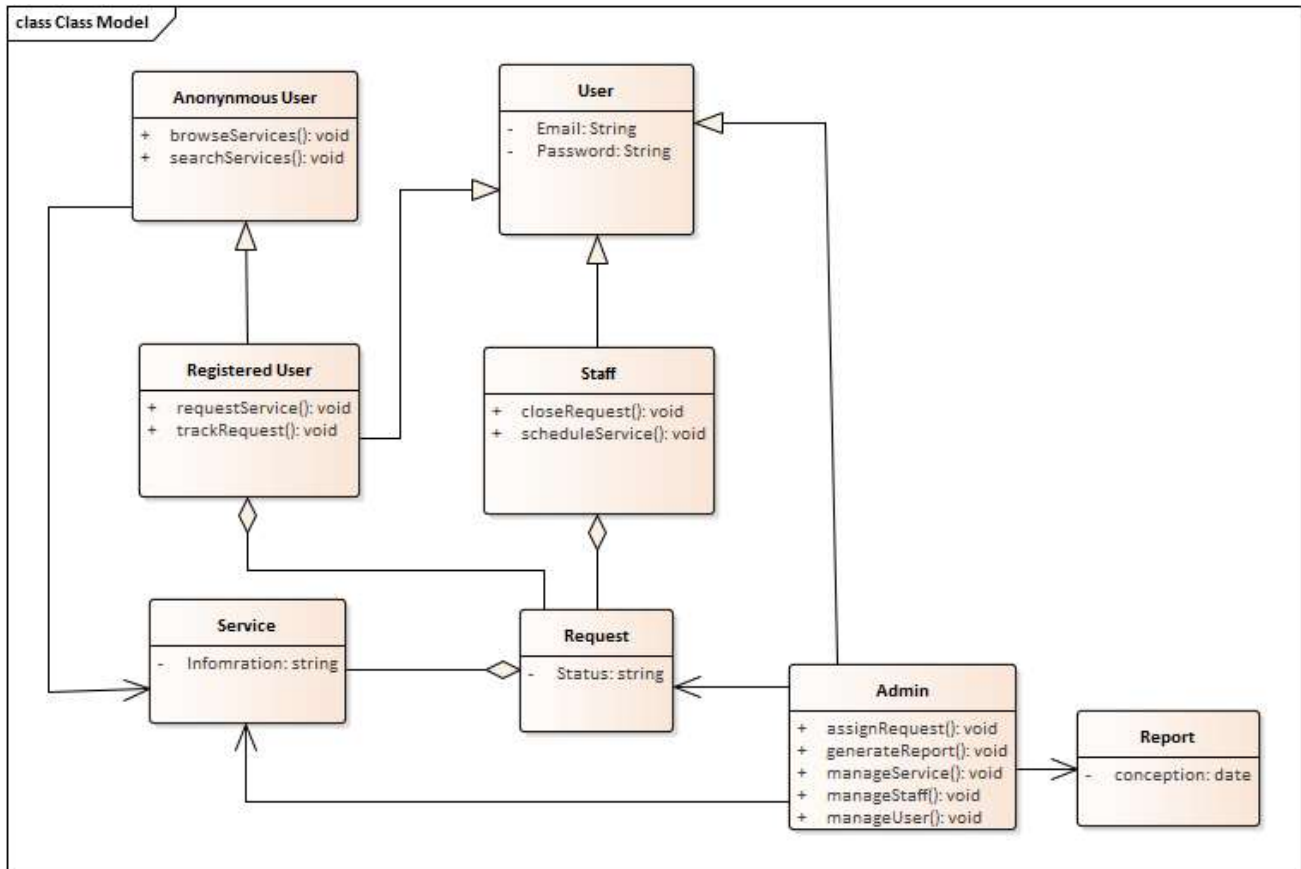 class Class Model
Anonynmous User
+ browseServices(): void
+ searchServices(): void
User
- Email: String
- Password: String
Registered User
+ requestService(): void
+ trackRequest(): void
Staff
+ closeRequest(): void
+ scheduleService(): void
Service
- Infomration: string
Request
- Status: string
Admin
+ assignRequest(): void
+ generateReport(): void
+ manageService(): void
+ manageStaff(): void
+ manageUser(): void
Report
- conception: date